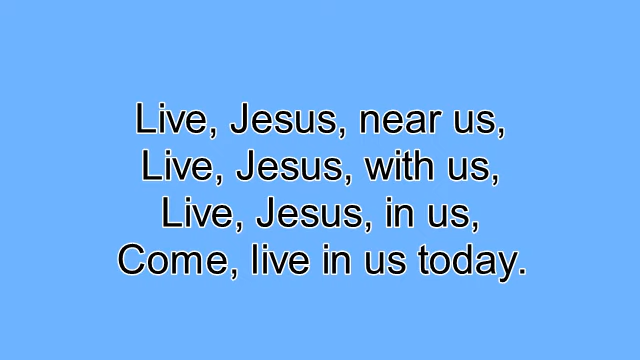 Live, Jesus, near us,
Live, Jesus, with us,
Live, Jesus, in us,
Come, live in us today.